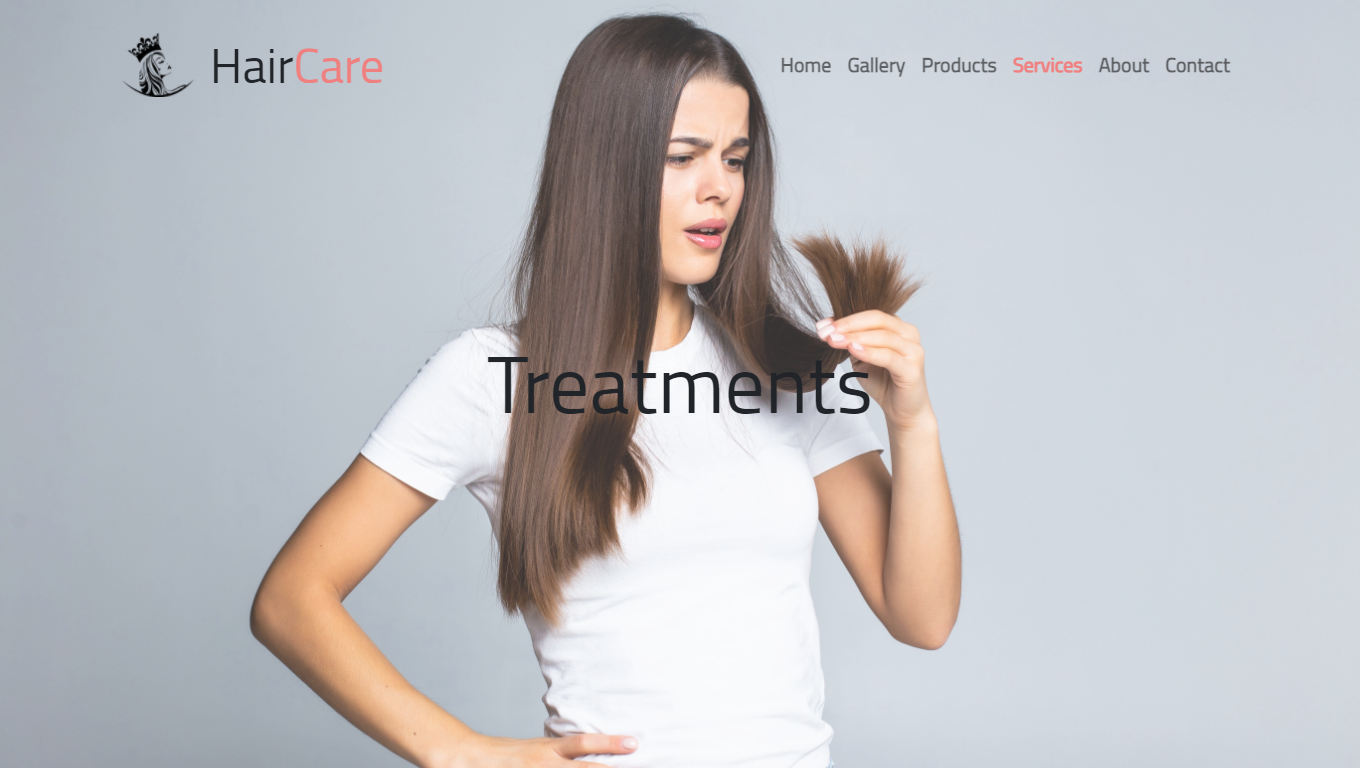 HairCare
Home Gallery Products Services About Contact
Treatments